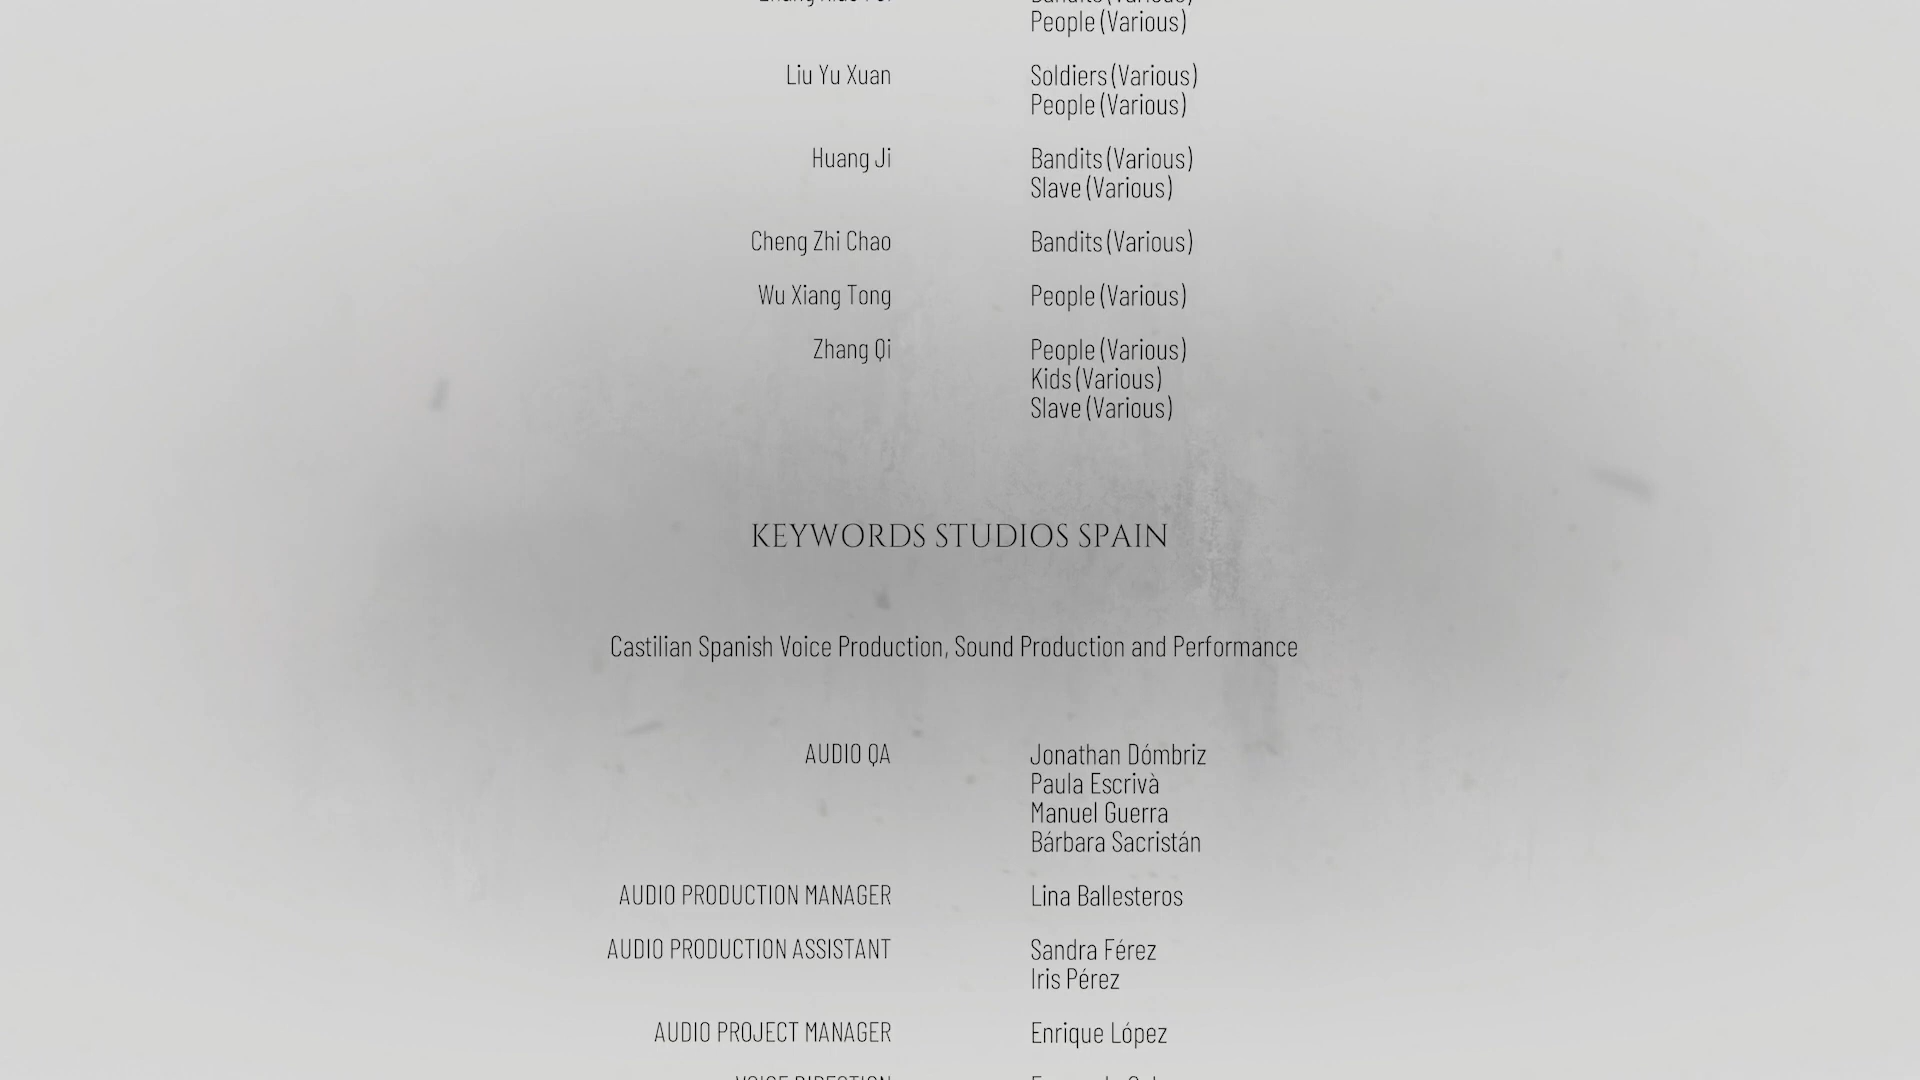 People (Various)
Liu Yu Xuan Soldiers (Various)
People (Various)
Huang Ji Bandits (Various)
Slave (Various)
Cheng Zhi Chao Bandits (Various)
Wu Xiang Tong People (Various)
Zhang Qi People (Various)
Kids (Various)
Slave (Various)
KEYWORDS STUDIOS SPAIN
Castilian Spanish Voice Production, Sound Production and Performance
AUDIO QA Jonathan Dómbriz
Paula Escrivà
Manuel Guerra
Bárbara Sacristán
AUDIO PRODUCTION MANAGER Lina Ballesteros
AUDIO PRODUCTION ASSISTANT Sandra Férez
Iris Pérez
AUDIO PROJECT MANAGER Enrique López